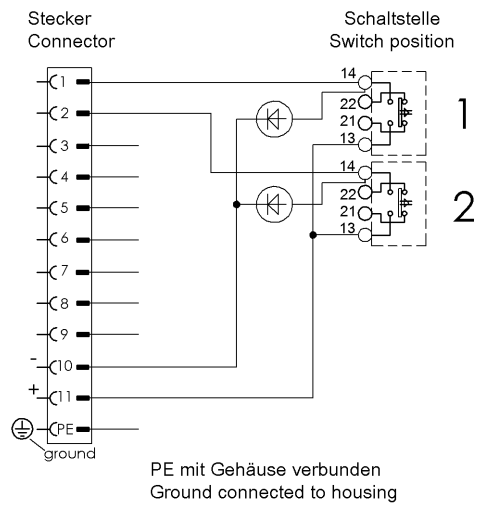 Stecker
Connector
Schaltstelle
Switch position
1
2
3
4
5
6
7
8
9
- 10
+ 11
PE
ground
14
22
21
13
1
14
22
21
13
2
PE mit Gehäuse verbunden
Ground connected to housing